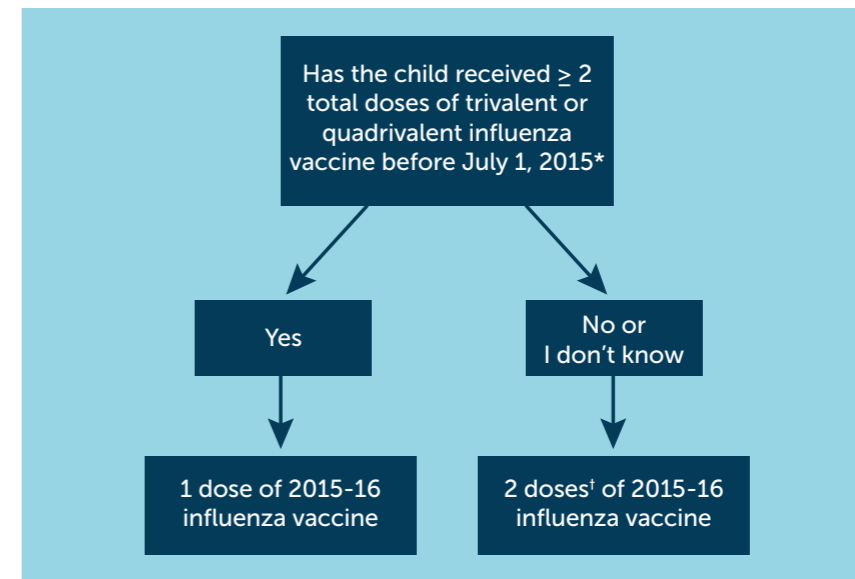 Has the child received ≥ 2
total doses of trivalent or
quadrivalent influenza
vaccine before July 1, 2015*
Yes
No or
I don't know
1 dose of 2015-16
influenza vaccine
2 doses† of 2015-16
influenza vaccine